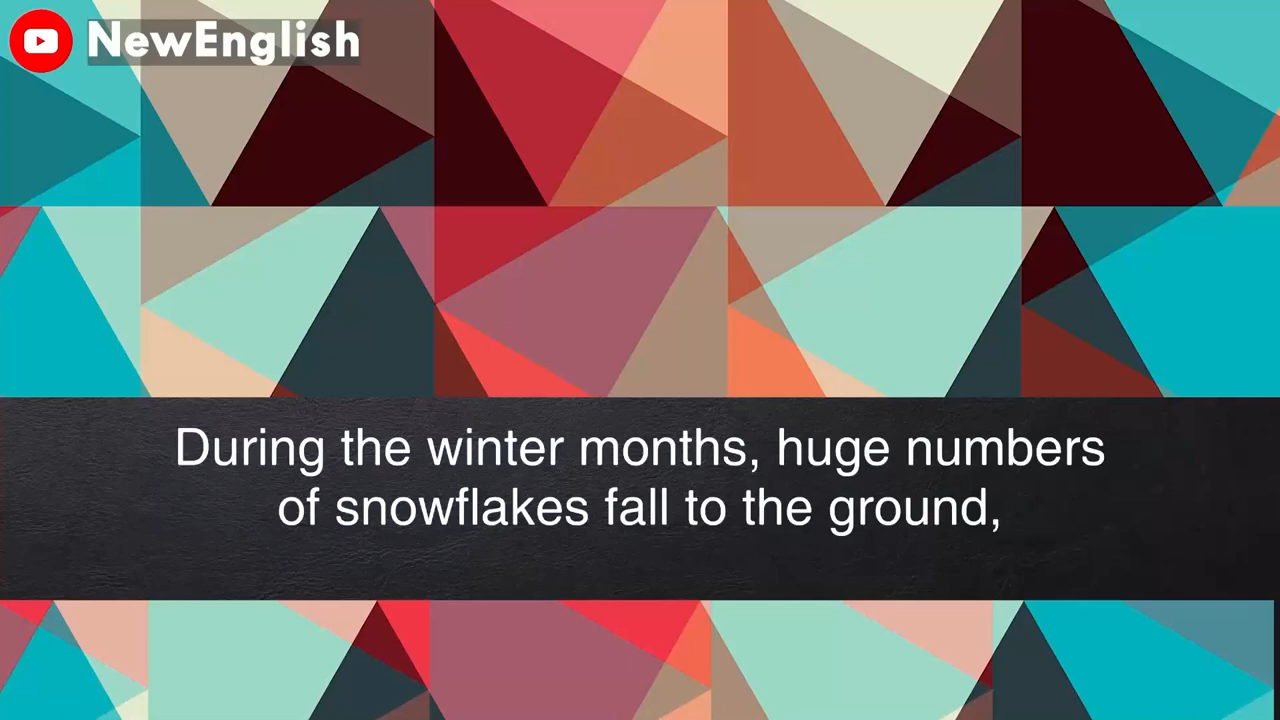 NewEnglish
During the winter months, huge numbers
of snowflakes fall to the ground,